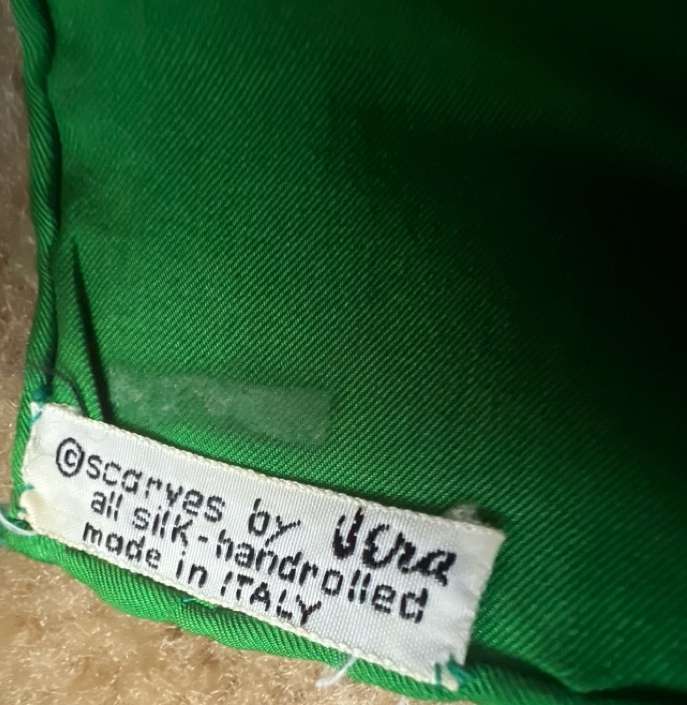 ©scarves by Vera
all silk-handrolled
made in ITALY